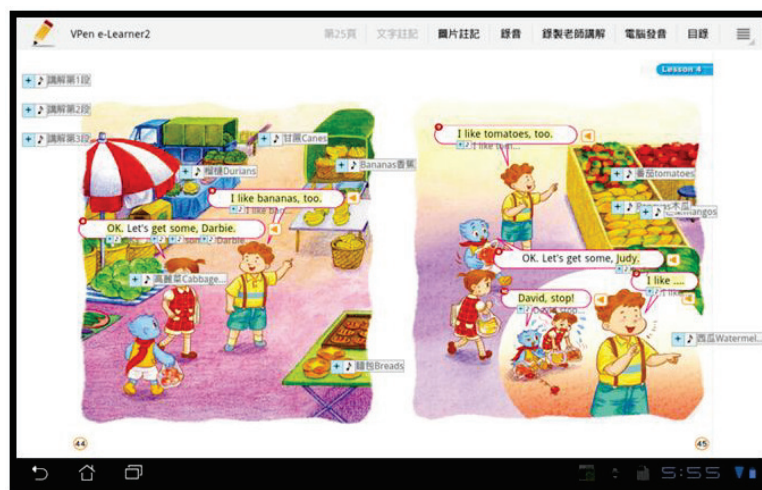 VPen e-Learner2
第25頁 文字註記 圖片註記 錄音 錄製老師講解 電腦發音 目錄
Lesson 4
講解第1段
講解第2段
講解第3段
甘蔗Canes
榴槤Durians
Bananas香蕉
I like bananas, too.
OK. Let's get some, Darbie.
高麗菜Cabbage...
麵包Breads
44
I like tomatoes, too.
I like tom...
番茄tomatoes
木瓜
OK. Let's get some, Judy.
I like ....
David, stop!
西瓜Watermel...
45
5:55